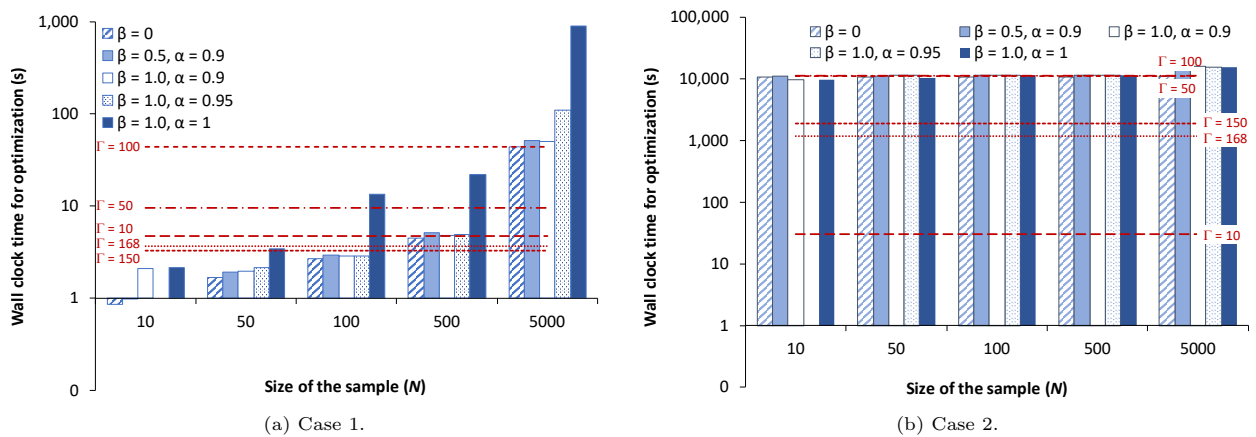 Wall clock time for optimization (s)
1,000
100
10
1
0
β = 0
β = 0.5, α = 0.9
β = 1.0, α = 0.9
β = 1.0, α = 0.95
β = 1.0, α = 1
Γ = 100
Γ = 50
Γ = 10
Γ = 168
Γ = 150
10 50 100 500 5000
Size of the sample (N)
(a) Case 1.
Wall clock time for optimization (s)
100,000
10,000
1,000
100
10
1
0
β = 0 β = 0.5, α = 0.9 β = 1.0, α = 0.9
β = 1.0, α = 0.95 β = 1.0, α = 1
Γ = 100
Γ = 50
Γ = 150
Γ = 168
Γ = 10
10 50 100 500 5000
Size of the sample (N)
(b) Case 2.